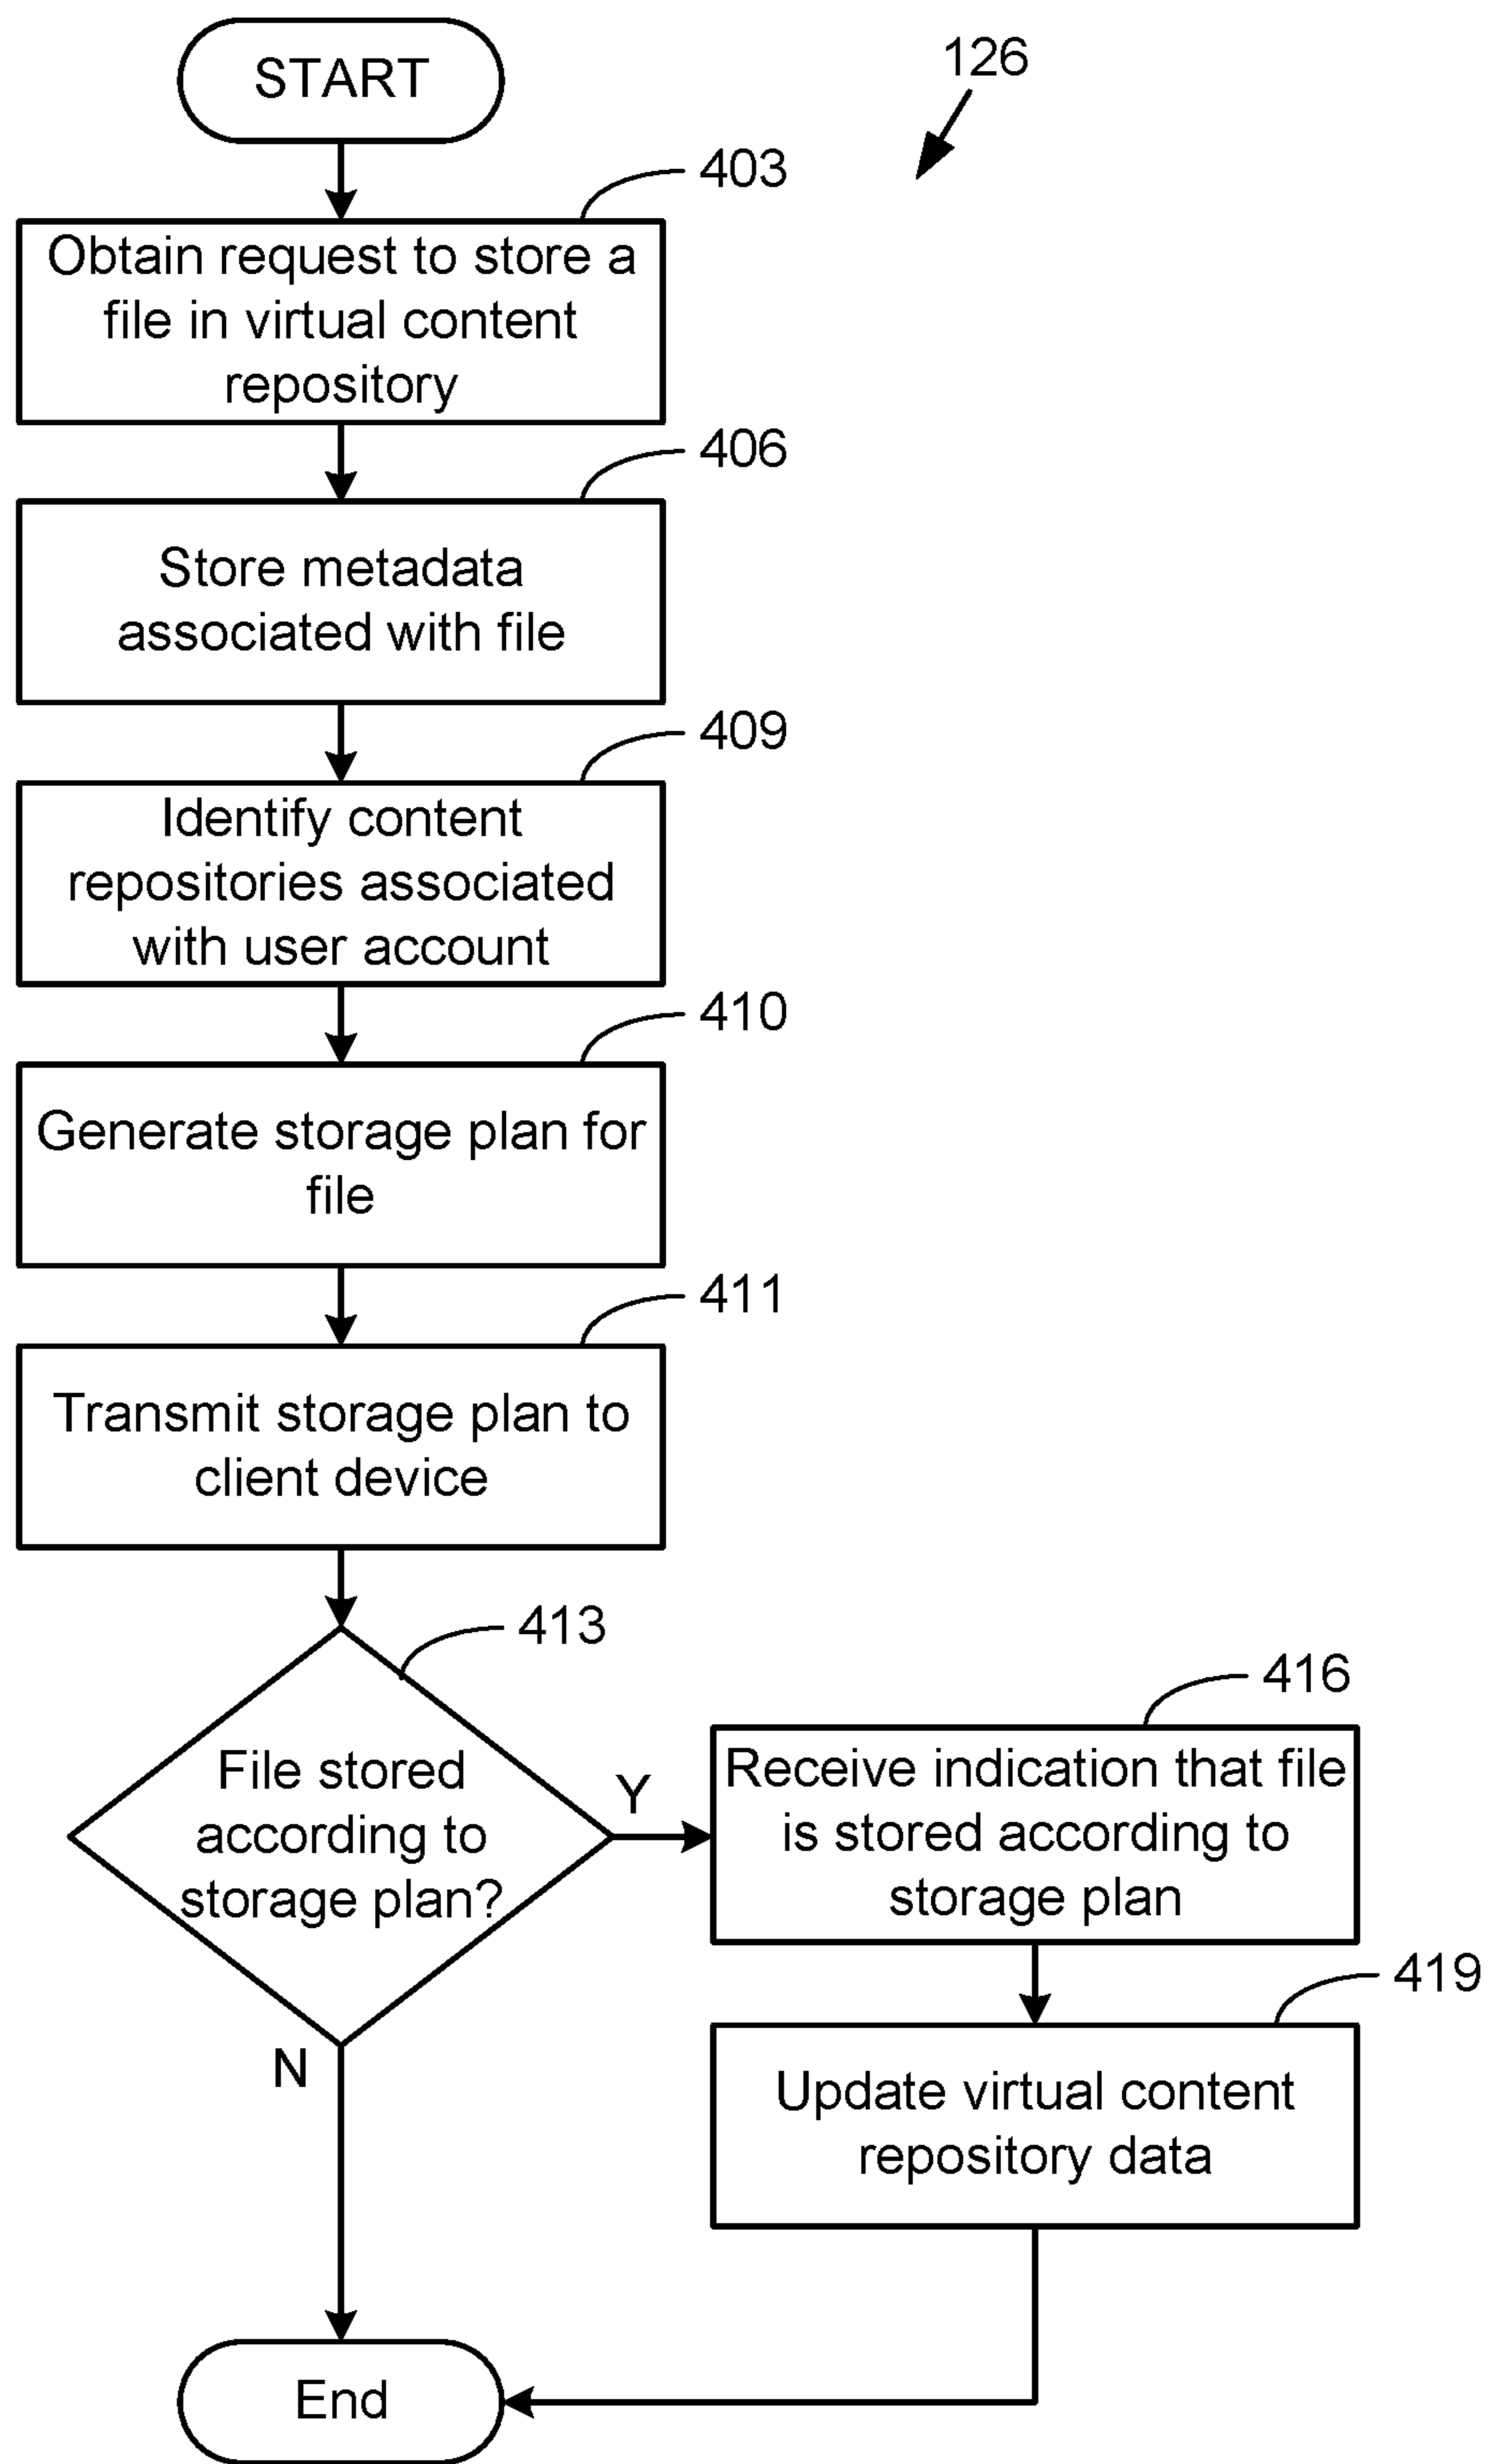 START
126
403
Obtain request to store a
file in virtual content
repository
406
Store metadata
associated with file
409
Identify content
repositories associated
with user account
410
Generate storage plan for
file
411
Transmit storage plan to
client device
413
File stored
according to
storage plan?
Y
N
416
Receive indication that file
is stored according to
storage plan
419
Update virtual content
repository data
End